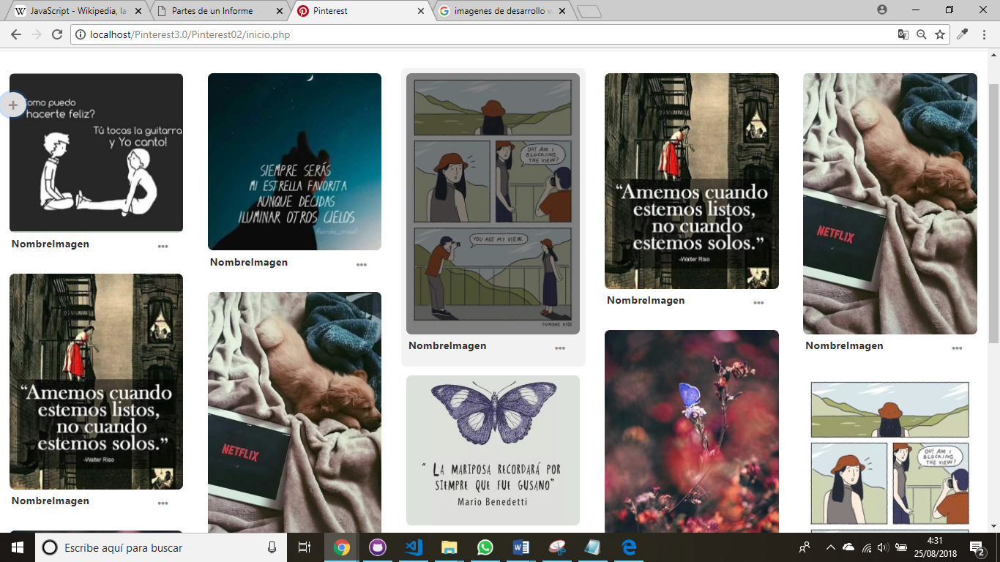 JavaScript - Wikipedia, la
Partes de un Informe
Pinterest
imagenes de desarrollo w
localhost/Pinterest3.0/Pinterest02/inicio.php
+
Como puedo
hacerte feliz?
Tú tocas la guitarra
y Yo canto!
NombreImagen
“Amemos cuando
estemos listos,
no cuando
estemos solos.”
-Walter Riso
NombreImagen
SIEMPRE SERÁS
MI ESTRELLA FAVORITA
AUNQUE DECIDAS
ILUMINAR OTROS CIELOS
NombreImagen
NETFLIX
OH! AM I
BLOCKING
THE VIEW?
YOU ARE MY VIEW.
SUNDAE KIDS
NombreImagen
“ LA MARIPOSA RECORDARÁ POR
SIEMPRE QUE FUE GUSANO”
Mario Benedetti
“Amemos cuando
estemos listos,
no cuando
estemos solos.”
-Walter Riso
NombreImagen
NETFLIX
NombreImagen
OH! AM I
BLOCKING
THE VIEW?
Escribe aquí para buscar
4:31
25/08/2018
2